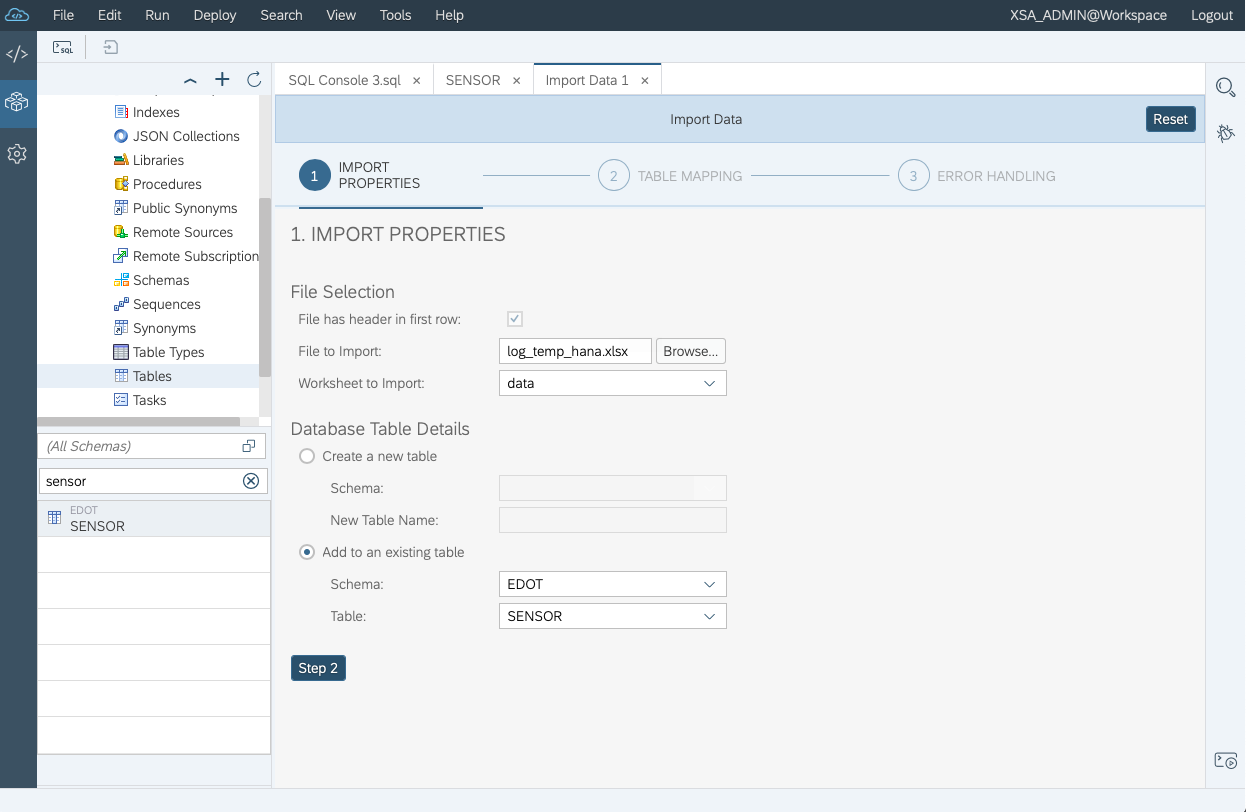 File Edit Run Deploy Search View Tools Help XSA_ADMIN@Workspace Logout
SQL
SQL Console 3.sql × SENSOR × Import Data 1 ×
Import Data Reset
1 IMPORT PROPERTIES 2 TABLE MAPPING 3 ERROR HANDLING
Indexes
JSON Collections
Libraries
Procedures
Public Synonyms
Remote Sources
Remote Subscription
Schemas
Sequences
Synonyms
Table Types
Tables
Tasks
(All Schemas)
sensor
EDOT
SENSOR
1. IMPORT PROPERTIES
File Selection
File has header in first row:
File to Import: log_temp_hana.xlsx Browse...
Worksheet to Import: data
Database Table Details
Create a new table
Schema:
New Table Name:
Add to an existing table
Schema: EDOT
Table: SENSOR
Step 2